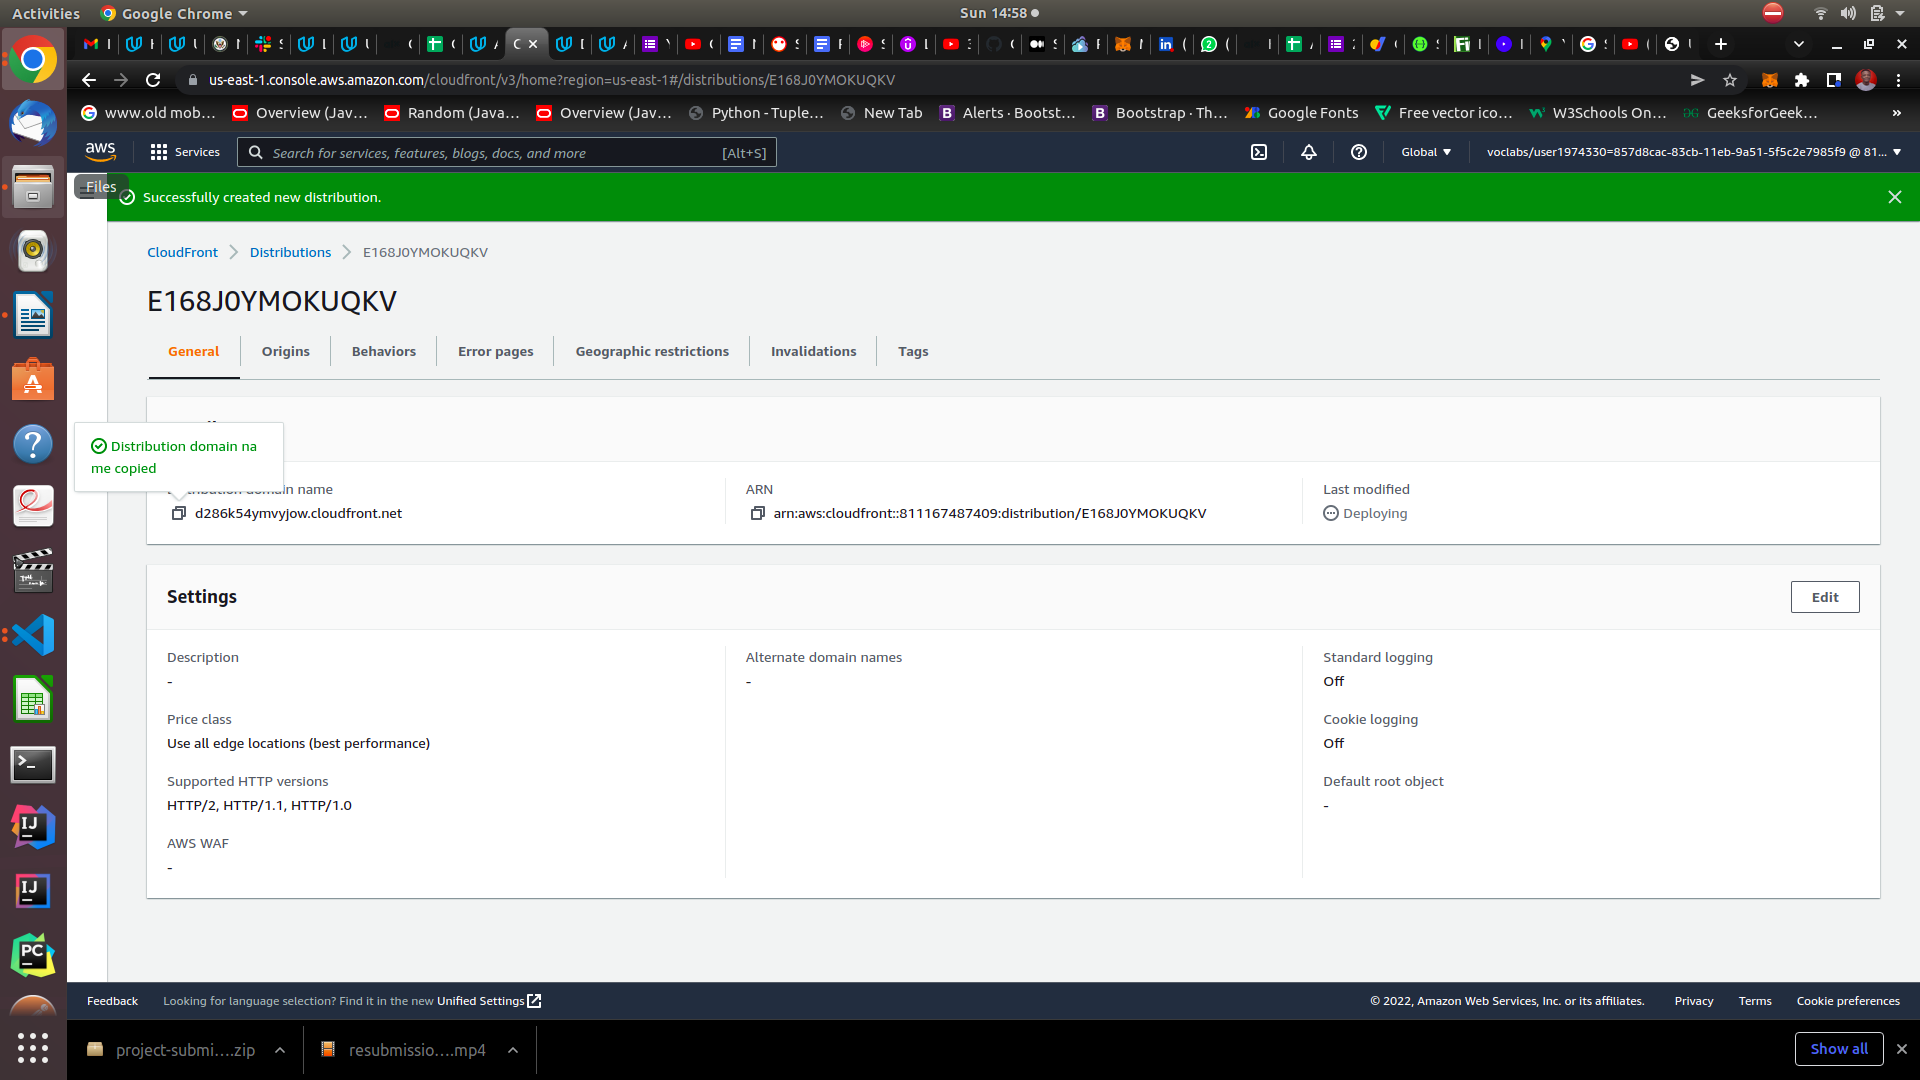 Activities
Google Chrome
Sun 14:58
us-east-1.console.aws.amazon.com/cloudfront/v3/home?region=us-east-1#/distributions/E168J0YMOKUQKV
www.old mob...
Overview (Jav...
Random (Java...
Overview (Jav...
Python - Tuple...
New Tab
Alerts · Bootst...
Bootstrap · Th...
Google Fonts
Free vector ico...
W3Schools On...
GeeksforGeek...
»
aws
Services
Search for services, features, blogs, docs, and more
[Alt+S]
Global
voclabs/user1974330=857d8cac-83cb-11eb-9a51-5f5c2e7985f9 @ 81...
Files
Successfully created new distribution.
CloudFront
Distributions
E168J0YMOKUQKV
E168J0YMOKUQKV
General
Origins
Behaviors
Error pages
Geographic restrictions
Invalidations
Tags
Distribution domain na
me copied
domain name
d286k54ymvyjow.cloudfront.net
ARN
arn:aws:cloudfront::811167487409:distribution/E168J0YMOKUQKV
Last modified
Deploying
Settings
Edit
Description
-
Price class
Use all edge locations (best performance)
Supported HTTP versions
HTTP/2, HTTP/1.1, HTTP/1.0
AWS WAF
-
Alternate domain names
-
Standard logging
Off
Cookie logging
Off
Default root object
-
Feedback
Looking for language selection? Find it in the new Unified Settings
© 2022, Amazon Web Services, Inc. or its affiliates.
Privacy
Terms
Cookie preferences
project-submi....zip
resubmissio....mp4
Show all